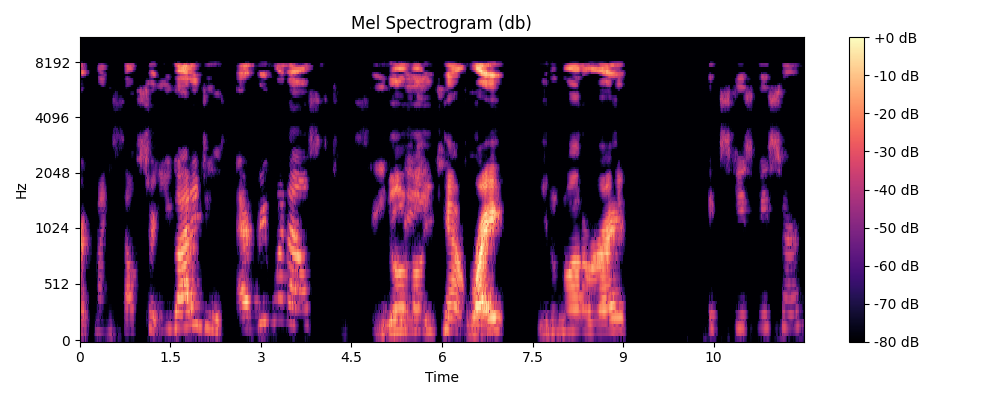 Mel Spectrogram (db)
+0 dB
8192
-10 dB
4096
-20 dB
-30 dB
2048
Hz
-40 dB
1024
-50 dB
512
-60 dB
-70 dB
0
-80 dB
0 1.5 3 4.5 6 7.5 9 10
Time